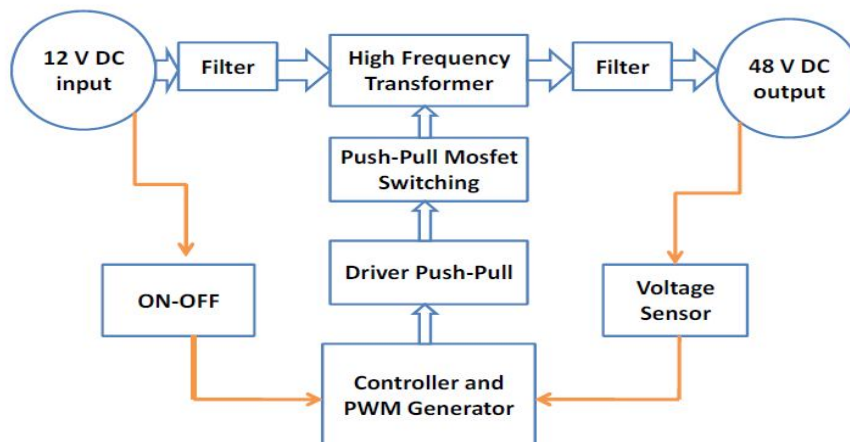 12 V DC
input
Filter
High Frequency
Transformer
Filter
48 V DC
output
Push-Pull Mosfet
Switching
Driver Push-Pull
ON-OFF
Voltage
Sensor
Controller and
PWM Generator